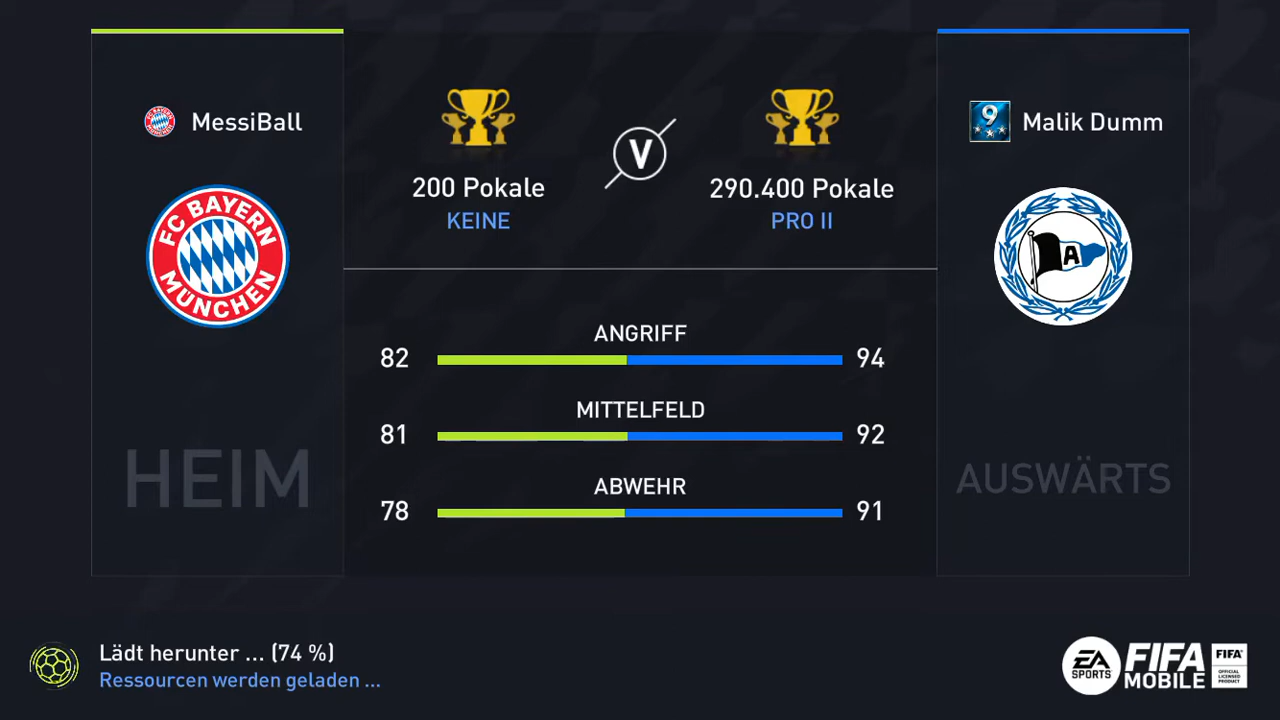 MessiBall
FC BAYERN
MÜNCHEN
HEIM
200 Pokale
KEINE
V
290.400 Pokale
PRO II
9
Malik Dumm
A
AUSWÄRTS
ANGRIFF
82 94
MITTELFELD
81 92
ABWEHR
78 91
Lädt herunter ... (74 %)
Ressourcen werden geladen ...
EA
SPORTS
FIFA
MOBILE
FIFA
OFFICIAL
LICENSED
PRODUCT